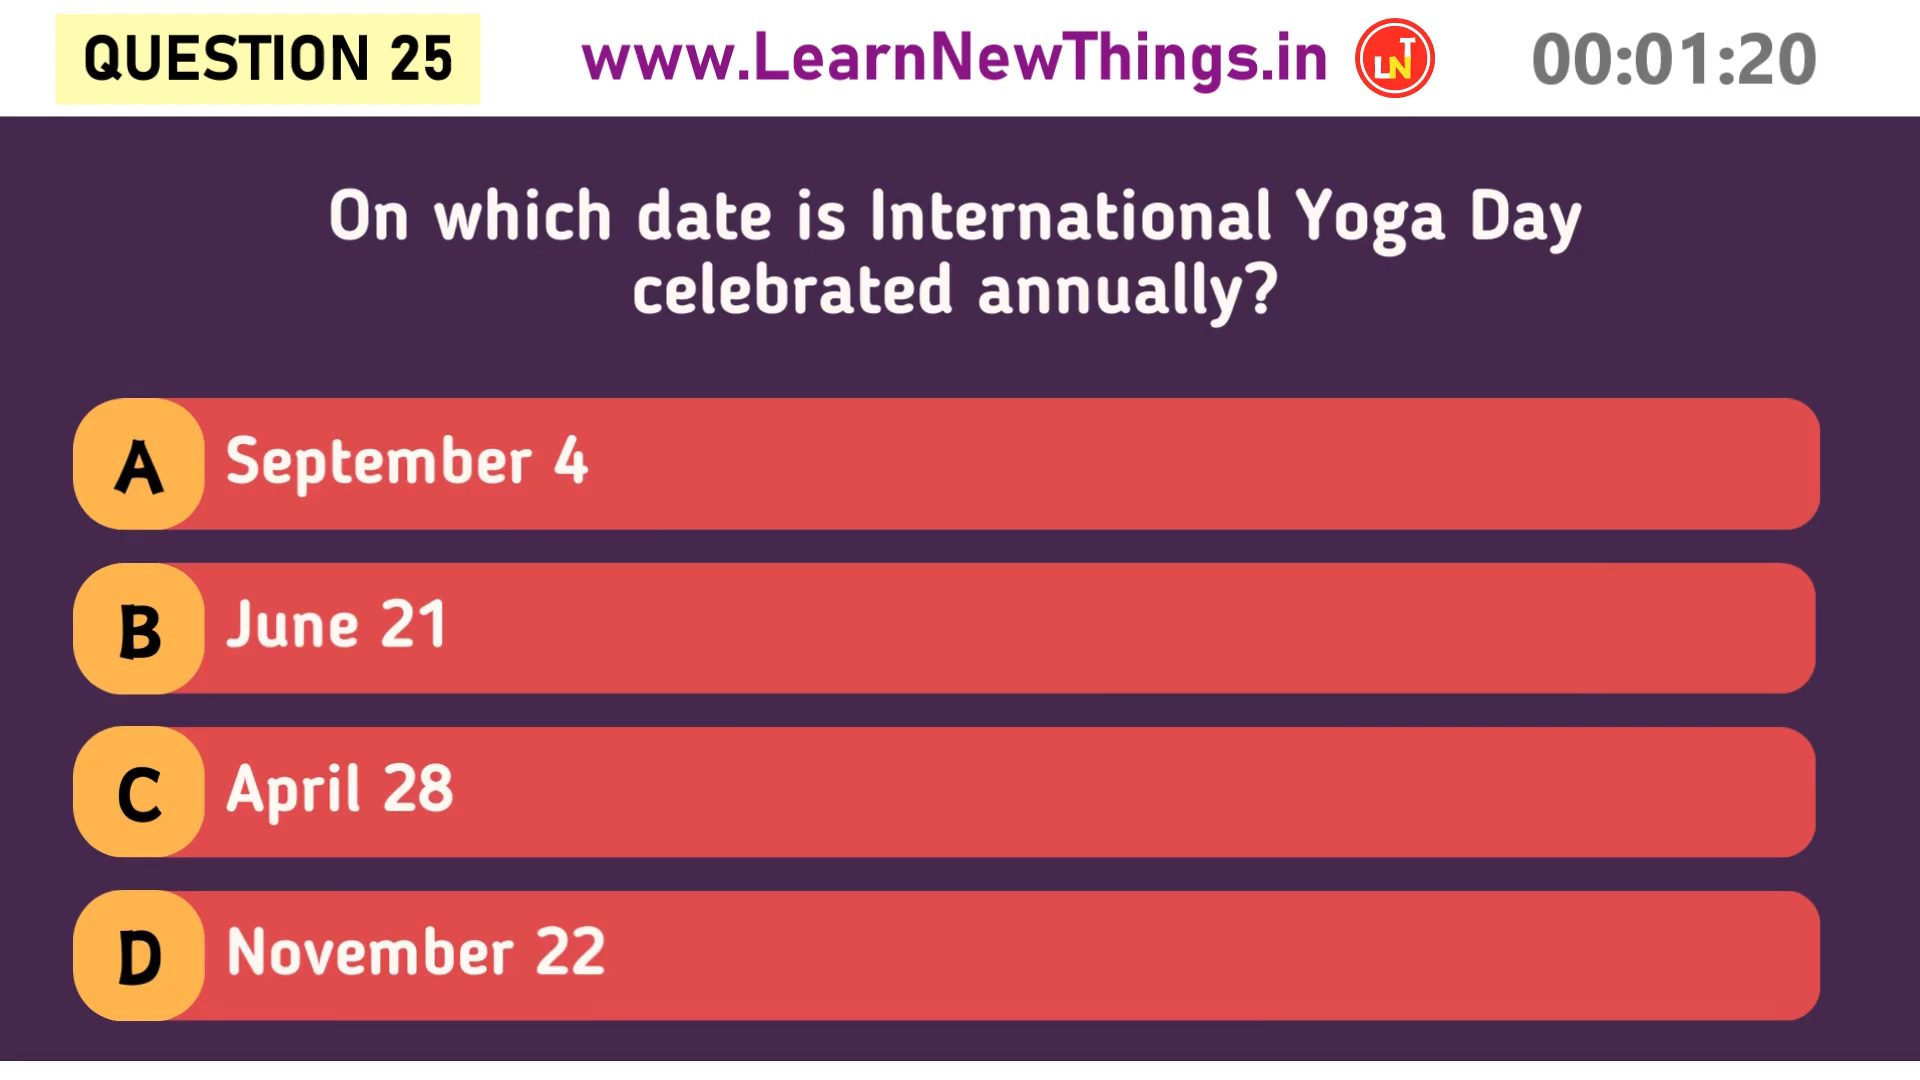 QUESTION 25
www.LearnNewThings.in
LNT
00:01:20
On which date is International Yoga Day
celebrated annually?
A September 4
B June 21
C April 28
D November 22